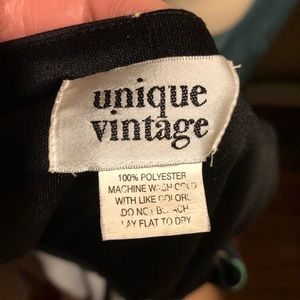 unique
vintage
100% POLYESTER
MACHINE WASH COLD
WITH LIKE COLORS
DO NOT BLEACH
LAY FLAT TO DRY